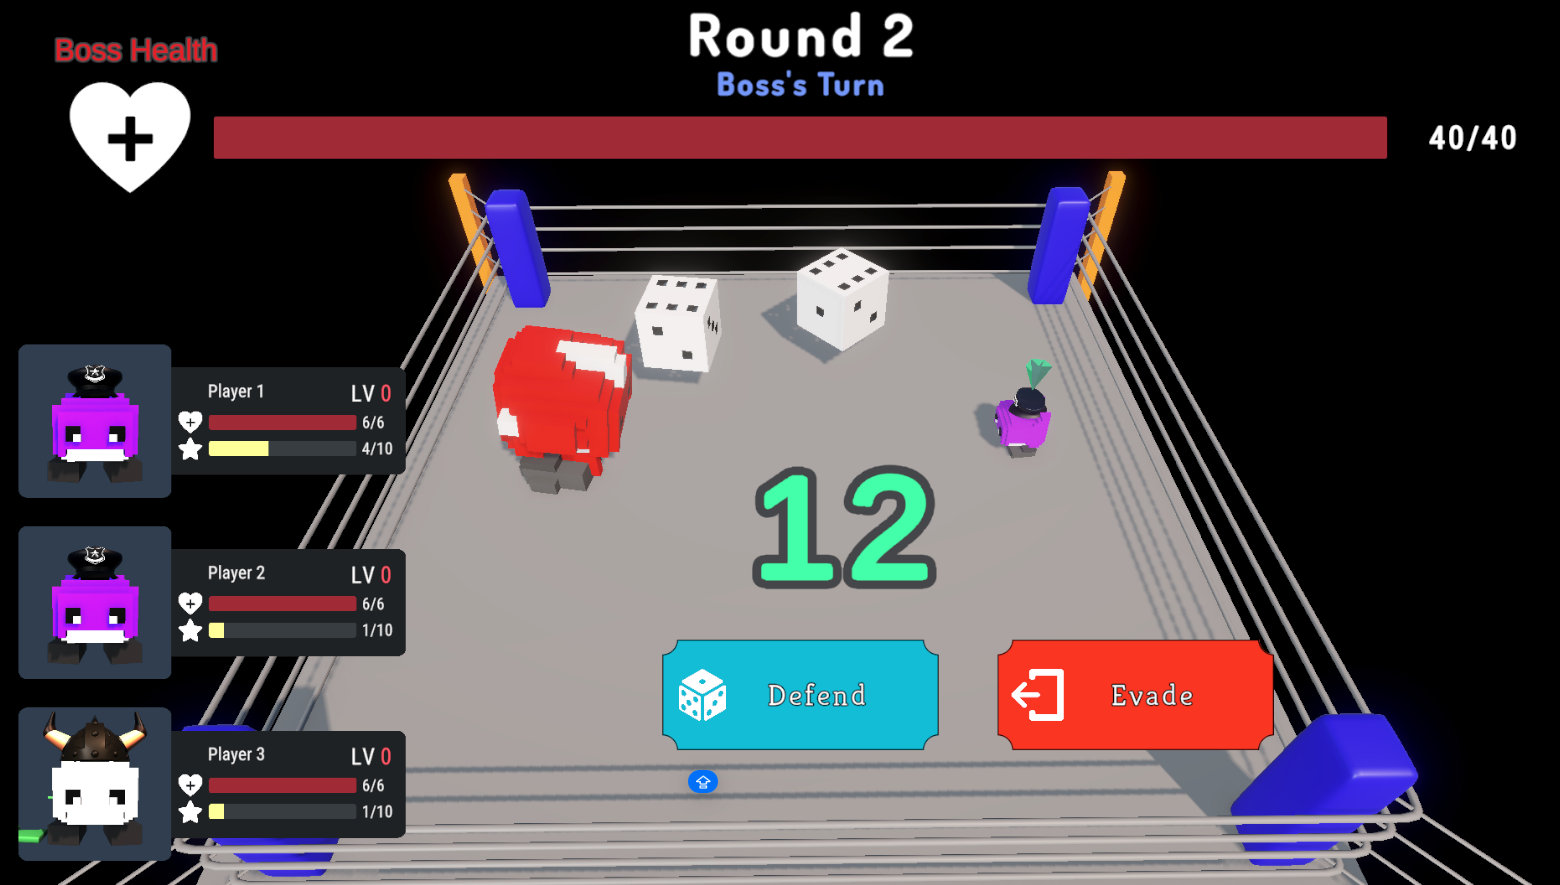 Round 2
Boss's Turn
Boss Health
40/40
Player 1 LV 0
6/6
4/10
Player 2 LV 0
6/6
1/10
Player 3 LV 0
6/6
1/10
12
Defend
Evade